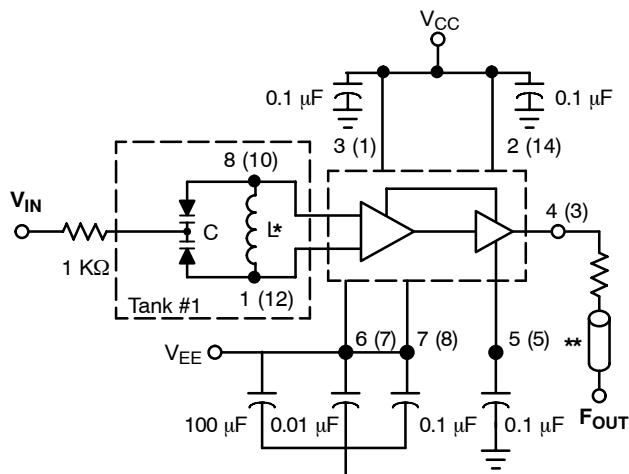 VCC
0.1 µF
0.1 µF
3 (1)
2 (14)
8 (10)
VIN
C
L*
4 (3)
1 KΩ
1 (12)
Tank #1
**
VEE
6 (7)
7 (8)
5 (5)
FOUT
100 µF
0.01 µF
0.1 µF
0.1 µF